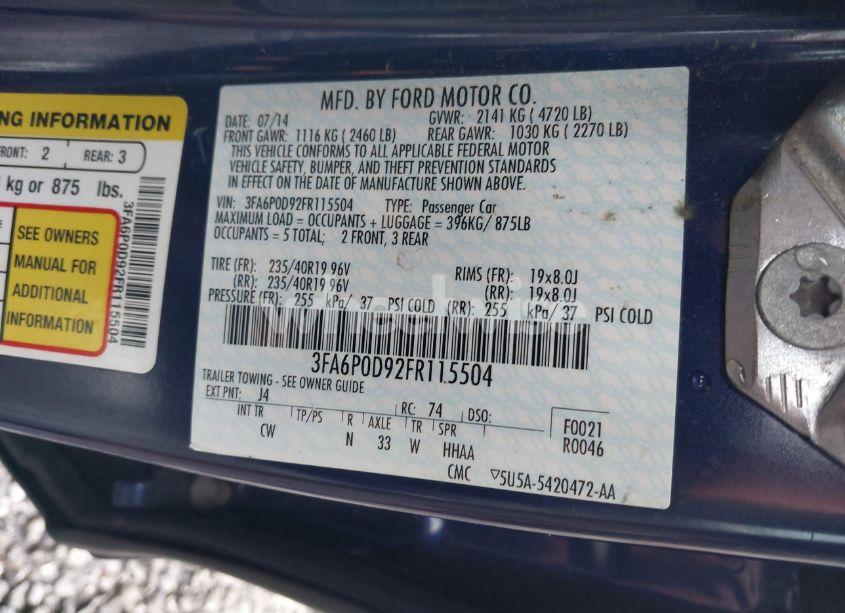 NG INFORMATION
FRONT: 2 REAR: 3
kg or 875 lbs.
SEE OWNERS
MANUAL FOR
ADDITIONAL
INFORMATION
3FA6P0D92FR115504
MFD. BY FORD MOTOR CO.
DATE: 07/14 GVWR: 2141 KG ( 4720 LB)
FRONT GAWR: 1116 KG ( 2460 LB) REAR GAWR: 1030 KG ( 2270 LB)
THIS VEHICLE CONFORMS TO ALL APPLICABLE FEDERAL MOTOR
VEHICLE SAFETY, BUMPER, AND THEFT PREVENTION STANDARDS
IN EFFECT ON THE DATE OF MANUFACTURE SHOWN ABOVE.
VIN: 3FA6P0D92FR115504 TYPE: Passenger Car
MAXIMUM LOAD = OCCUPANTS + LUGGAGE = 396KG/ 875LB
OCCUPANTS = 5 TOTAL; 2 FRONT, 3 REAR
TIRE (FR): 235/40R19 96V RIMS (FR): 19x8.0J
(RR): 235/40R19 96V (RR): 19x8.0J
PRESSURE (FR): 255 kPa/ 37 PSI COLD (RR): 255 kPa/ 37 PSI COLD
3FA6P0D92FR115504
TRAILER TOWING - SEE OWNER GUIDE
EXT PNT: J4 RC: 74 DSO:
INT TR TP/PS R AXLE TR SPR F0021
CW N 33 W HHAA R0046
CMC ▽5U5A-5420472-AA